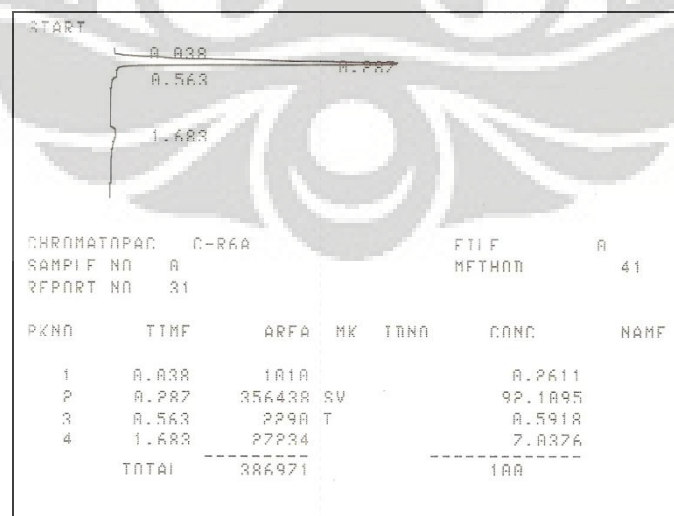 START
0.038
0.287
0.563
1.683
CHROMATOPAC C-R6A FILE 0
SAMPLE NO 0 METHOD 41
REPORT NO 31
PKNO TIME AREA MK IDNO CONC NAME
1 0.038 1010 0.2611
2 0.287 356438 SV 92.1095
3 0.563 2290 T 0.5918
4 1.683 27234 7.0376
TOTAL 386971 100